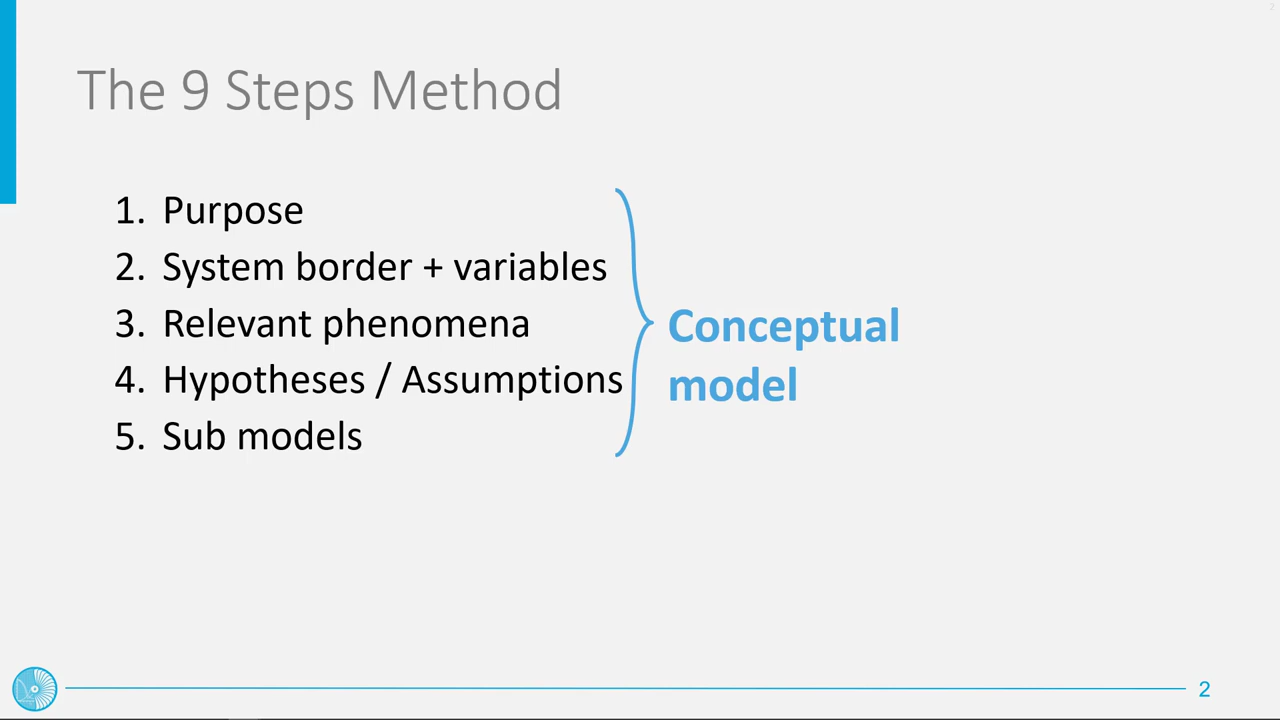 The 9 Steps Method
1. Purpose
2. System border + variables
3. Relevant phenomena
4. Hypotheses / Assumptions
5. Sub models
Conceptual
model
2
2